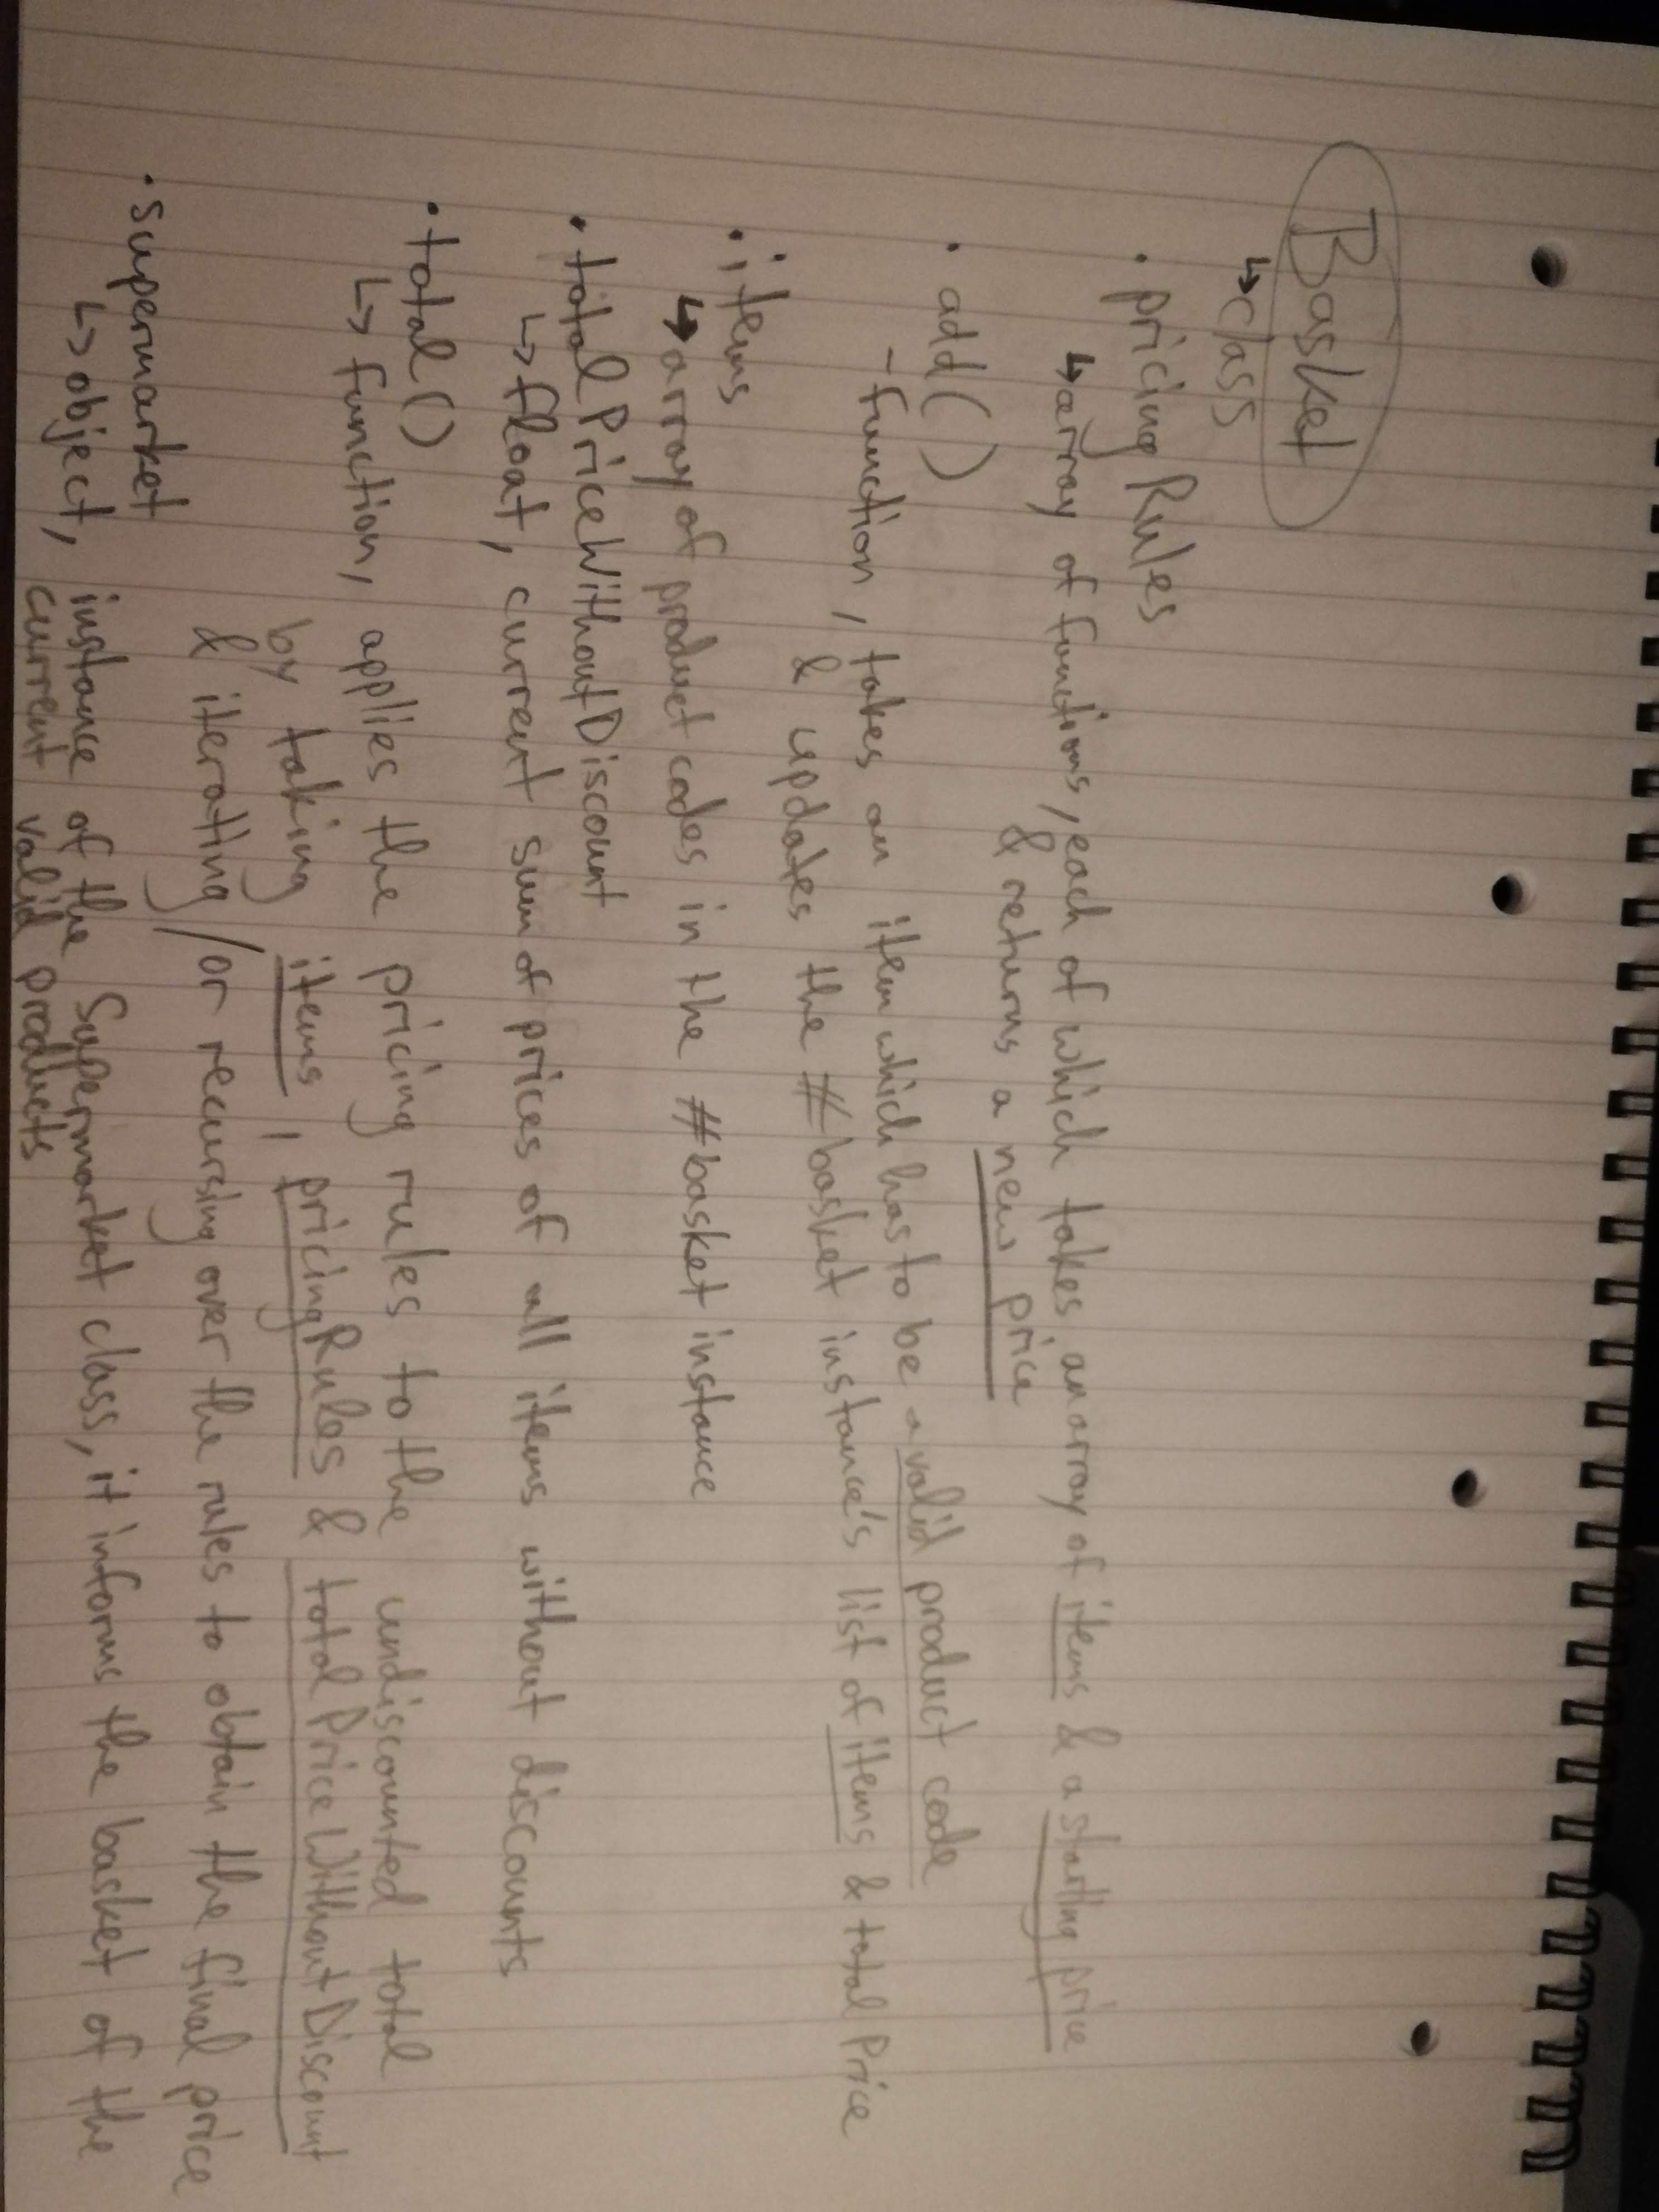 Basket
↳ class
• pricingRules
↳ array of functions, each of which takes an array of items & a starting price
& returns a new price
• add()
- function, takes an item which has to be a valid product code
& updates the #basket instance's list of items & total Price
• items
↳ array of product codes in the #basket instance
• totalPriceWithoutDiscount
↳ float, current sum of prices of all items without discounts
• total()
↳ function, applies the pricing rules to the undiscounted total
by taking items, pricingRules & totalPriceWithoutDiscount
& iterating/or recursing over the rules to obtain the final price
• supermarket
↳ object, instance of the Supermarket class, it informs the basket of the
current valid products